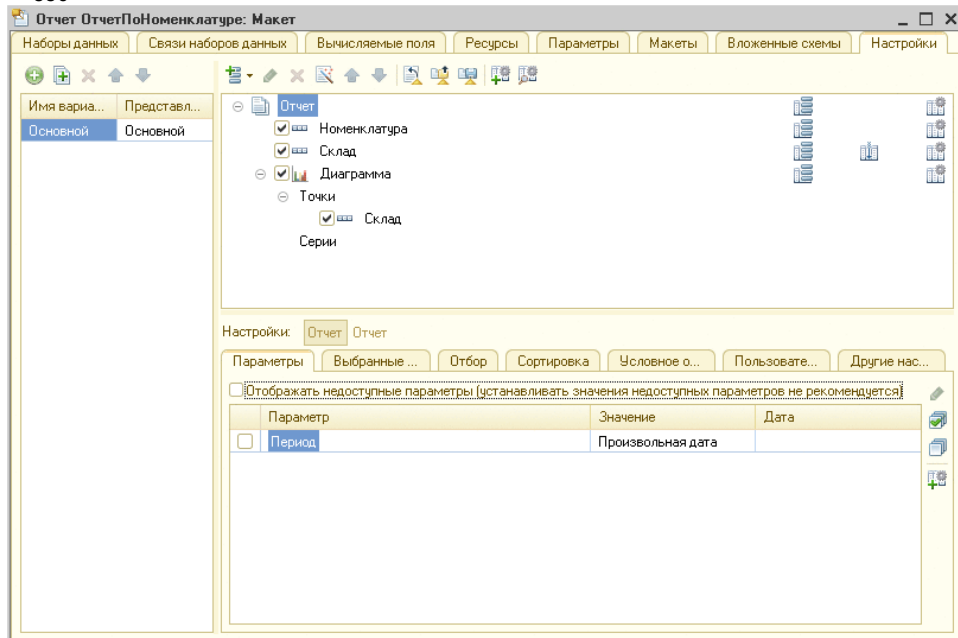 Отчет ОтчетПоНоменклатуре: Макет
Наборы данных Связи наборов данных Вычисляемые поля Ресурсы Параметры Макеты Вложенные схемы Настройки
Имя вариа... Представл...
Основной Основной
Отчет
Номенклатура
Склад
Диаграмма
Точки
Склад
Серии
Настройки: Отчет Отчет
Параметры Выбранные ... Отбор Сортировка Условное о... Пользовате... Другие нас...
Отображать недоступные параметры (устанавливать значения недоступных параметров не рекомендуется)
Параметр Значение Дата
Период Произвольная дата